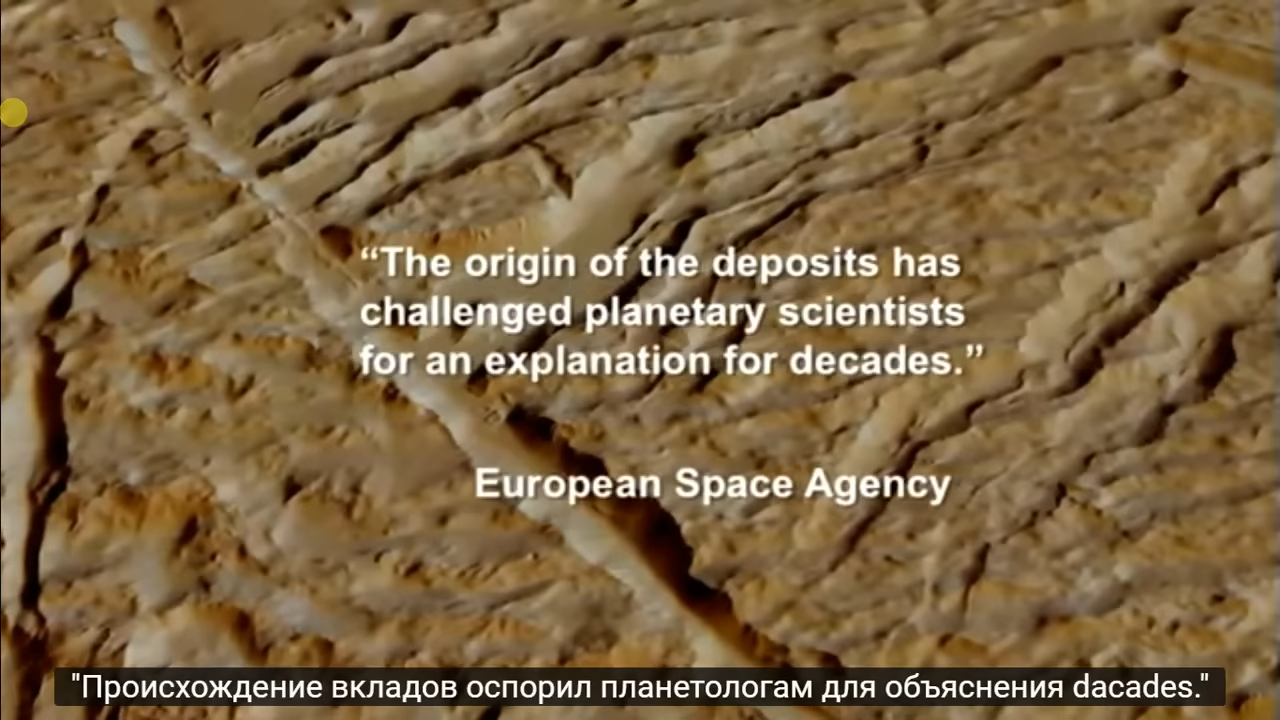 “The origin of the deposits has
challenged planetary scientists
for an explanation for decades.”
European Space Agency
"Происхождение вкладов оспорил планетологам для объяснения dacades."